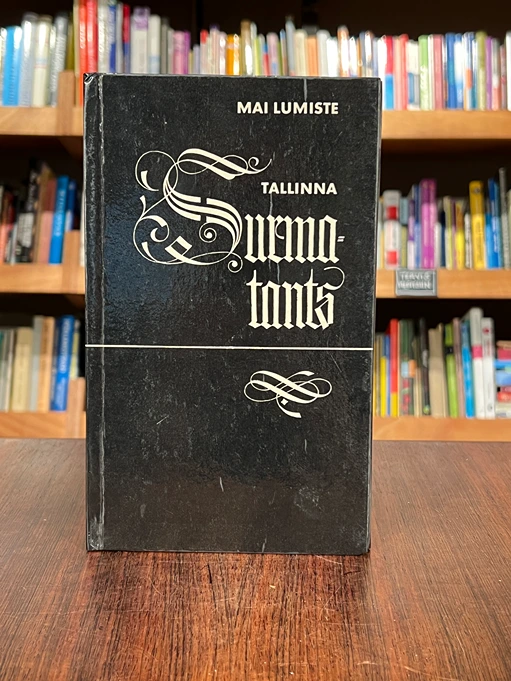 MAI LUMISTE
TALLINNA
Surma-
tants